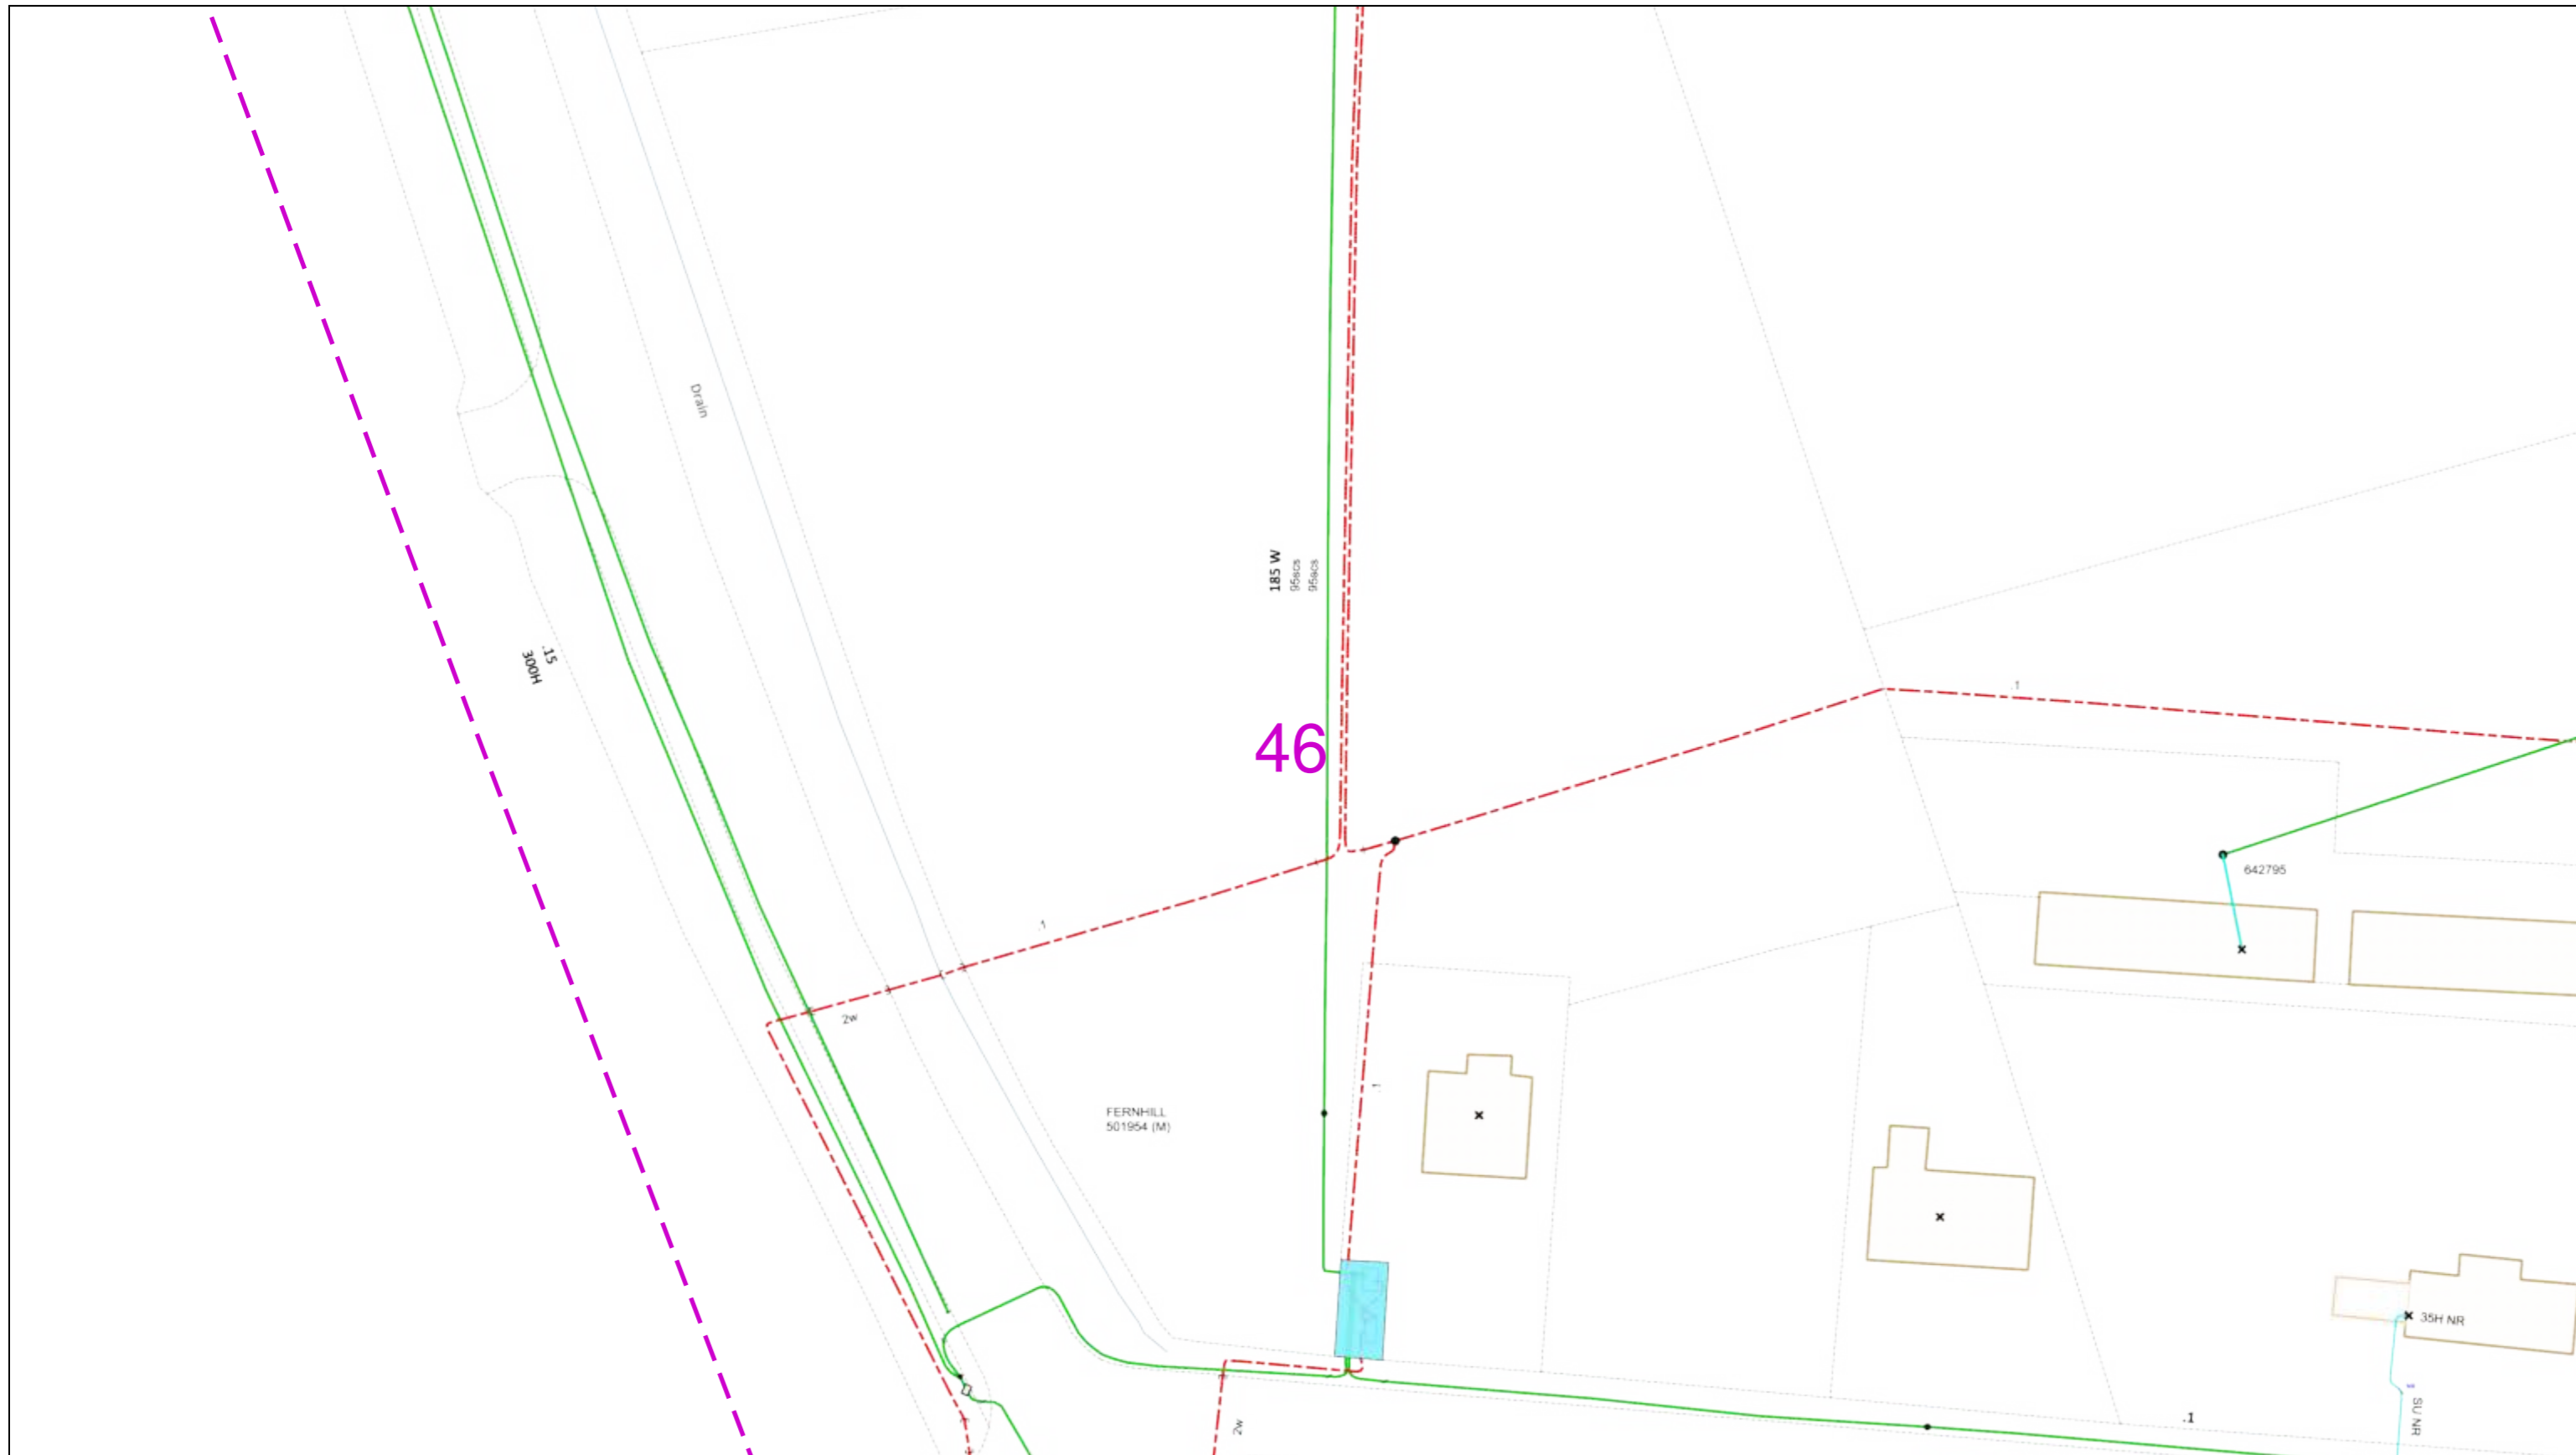 Drain
185 W
95scs
95scs
.15
300H
.1
46
642795
.1
2w
.1
FERNHILL
501954 (M)
35H NR
SU NR
.1
2w